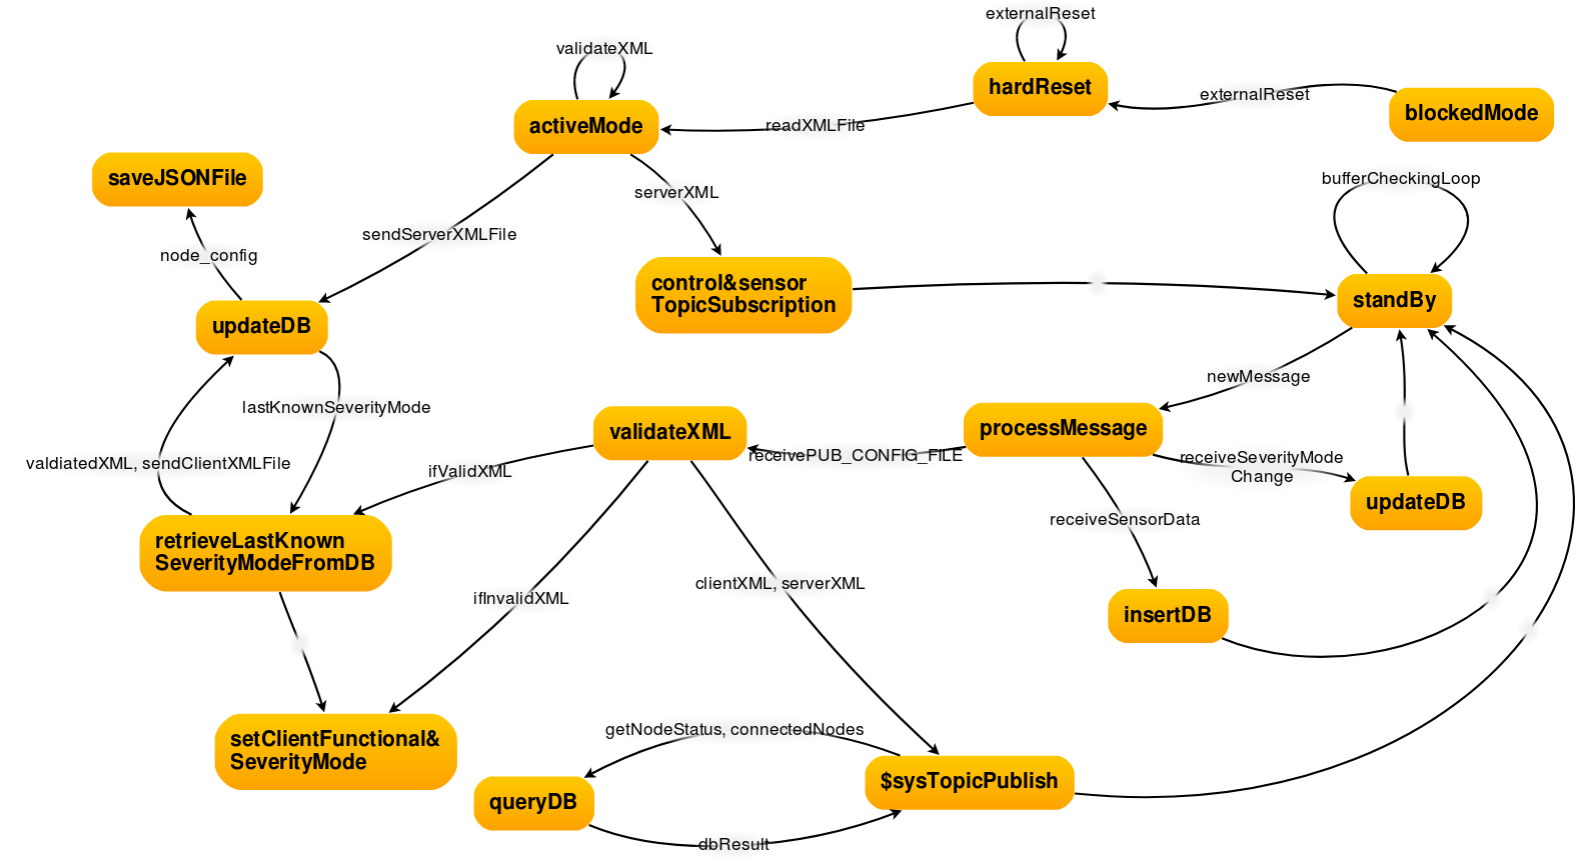 externalReset
validateXML
hardReset
externalReset
blockedMode
activeMode
readXMLFile
saveJSONFile
serverXML
bufferCheckingLoop
sendServerXMLFile
node_config
control&sensor
TopicSubscription
standBy
updateDB
newMessage
lastKnownSeverityMode
validateXML
processMessage
valdiatedXML, sendClientXMLFile
ifValidXML
receivePUB_CONFIG_FILE
receiveSeverityMode
Change
updateDB
receiveSensorData
retrieveLastKnown
SeverityModeFromDB
ifInvalidXML
clientXML, serverXML
insertDB
setClientFunctional&
SeverityMode
getNodeStatus, connectedNodes
$sysTopicPublish
queryDB
dbResult